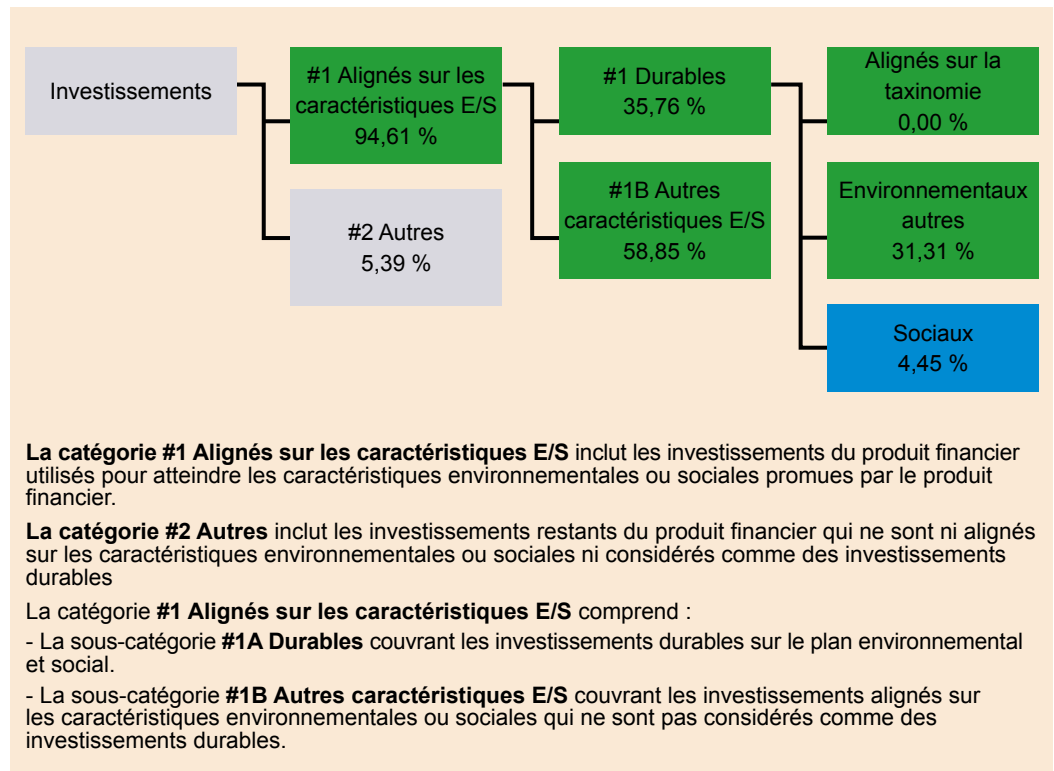 Investissements
#1 Alignés sur les
caractéristiques E/S
94,61 %
#2 Autres
5,39 %
#1 Durables
35,76 %
#1B Autres
caractéristiques E/S
58,85 %
Alignés sur la
taxinomie
0,00 %
Environnementaux
autres
31,31 %
Sociaux
4,45 %
La catégorie #1 Alignés sur les caractéristiques E/S inclut les investissements du produit financier
utilisés pour atteindre les caractéristiques environnementales ou sociales promues par le produit
financier.
La catégorie #2 Autres inclut les investissements restants du produit financier qui ne sont ni alignés
sur les caractéristiques environnementales ou sociales ni considérés comme des investissements
durables
La catégorie #1 Alignés sur les caractéristiques E/S comprend :
- La sous-catégorie #1A Durables couvrant les investissements durables sur le plan environnemental
et social.
- La sous-catégorie #1B Autres caractéristiques E/S couvrant les investissements alignés sur
les caractéristiques environnementales ou sociales qui ne sont pas considérés comme des
investissements durables.